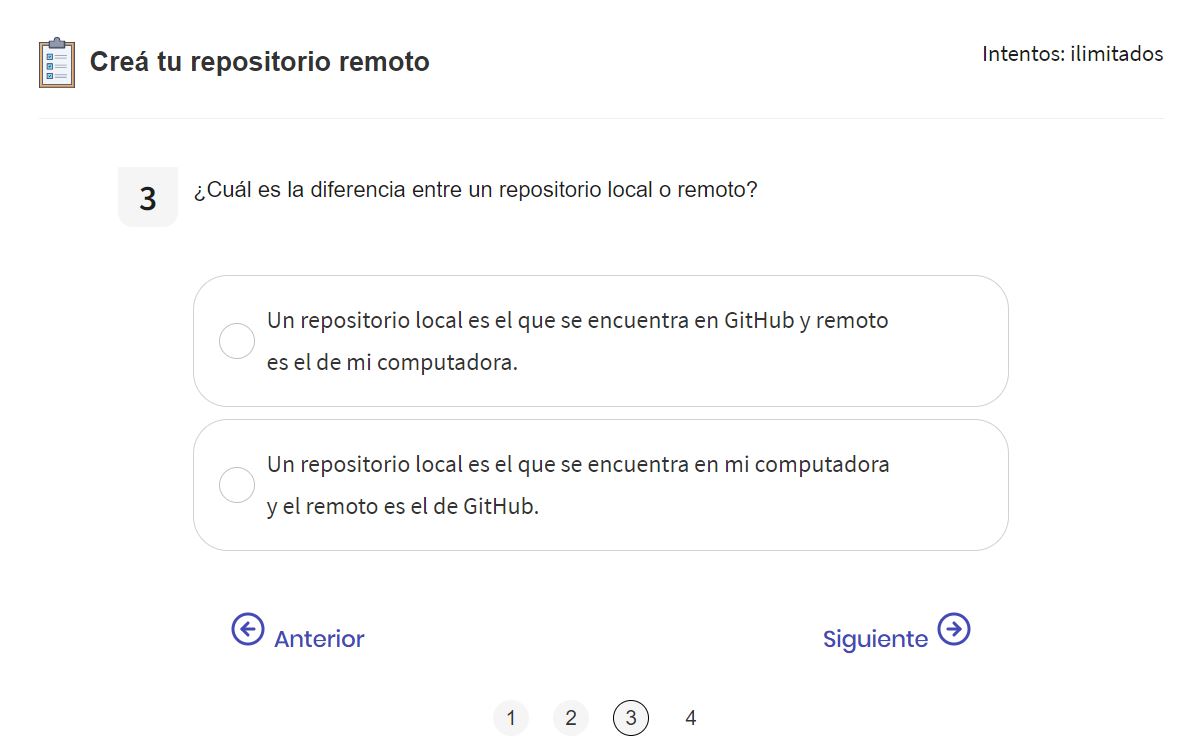 Creá tu repositorio remoto
Intentos: ilimitados
3
¿Cuál es la diferencia entre un repositorio local o remoto?
Un repositorio local es el que se encuentra en GitHub y remoto
es el de mi computadora.
Un repositorio local es el que se encuentra en mi computadora
y el remoto es el de GitHub.
Anterior
Siguiente
1 2 3 4